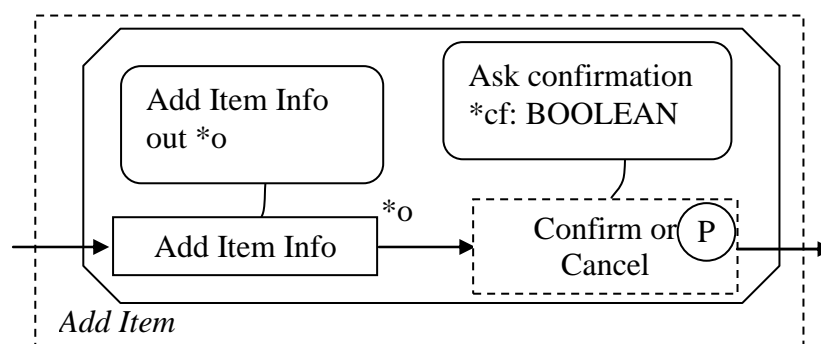 Add Item Info
out *o
Ask confirmation
*cf: BOOLEAN
Add Item Info
*o
Confirm or
Cancel
P
Add Item